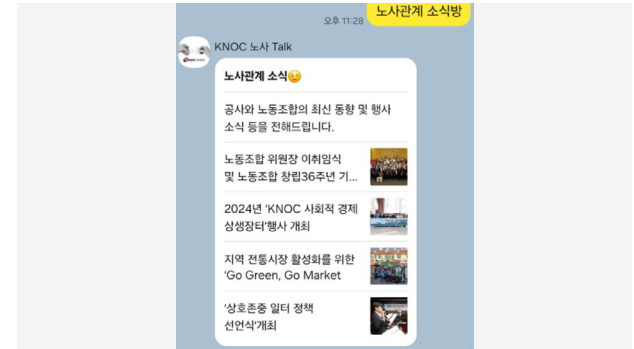 노사관계 소식방
오후 11:28
KNOC 노사 Talk
노사관계 소식😉
공사와 노동조합의 최신 동향 및 행사
소식 등을 전해드립니다.
노동조합 위원장 이취임식
및 노동조합 창립36주년 기...
2024년 'KNOC 사회적 경제
상생장터'행사 개최
지역 전통시장 활성화를 위한
'Go Green, Go Market
'상호존중 일터 정책
선언식'개최